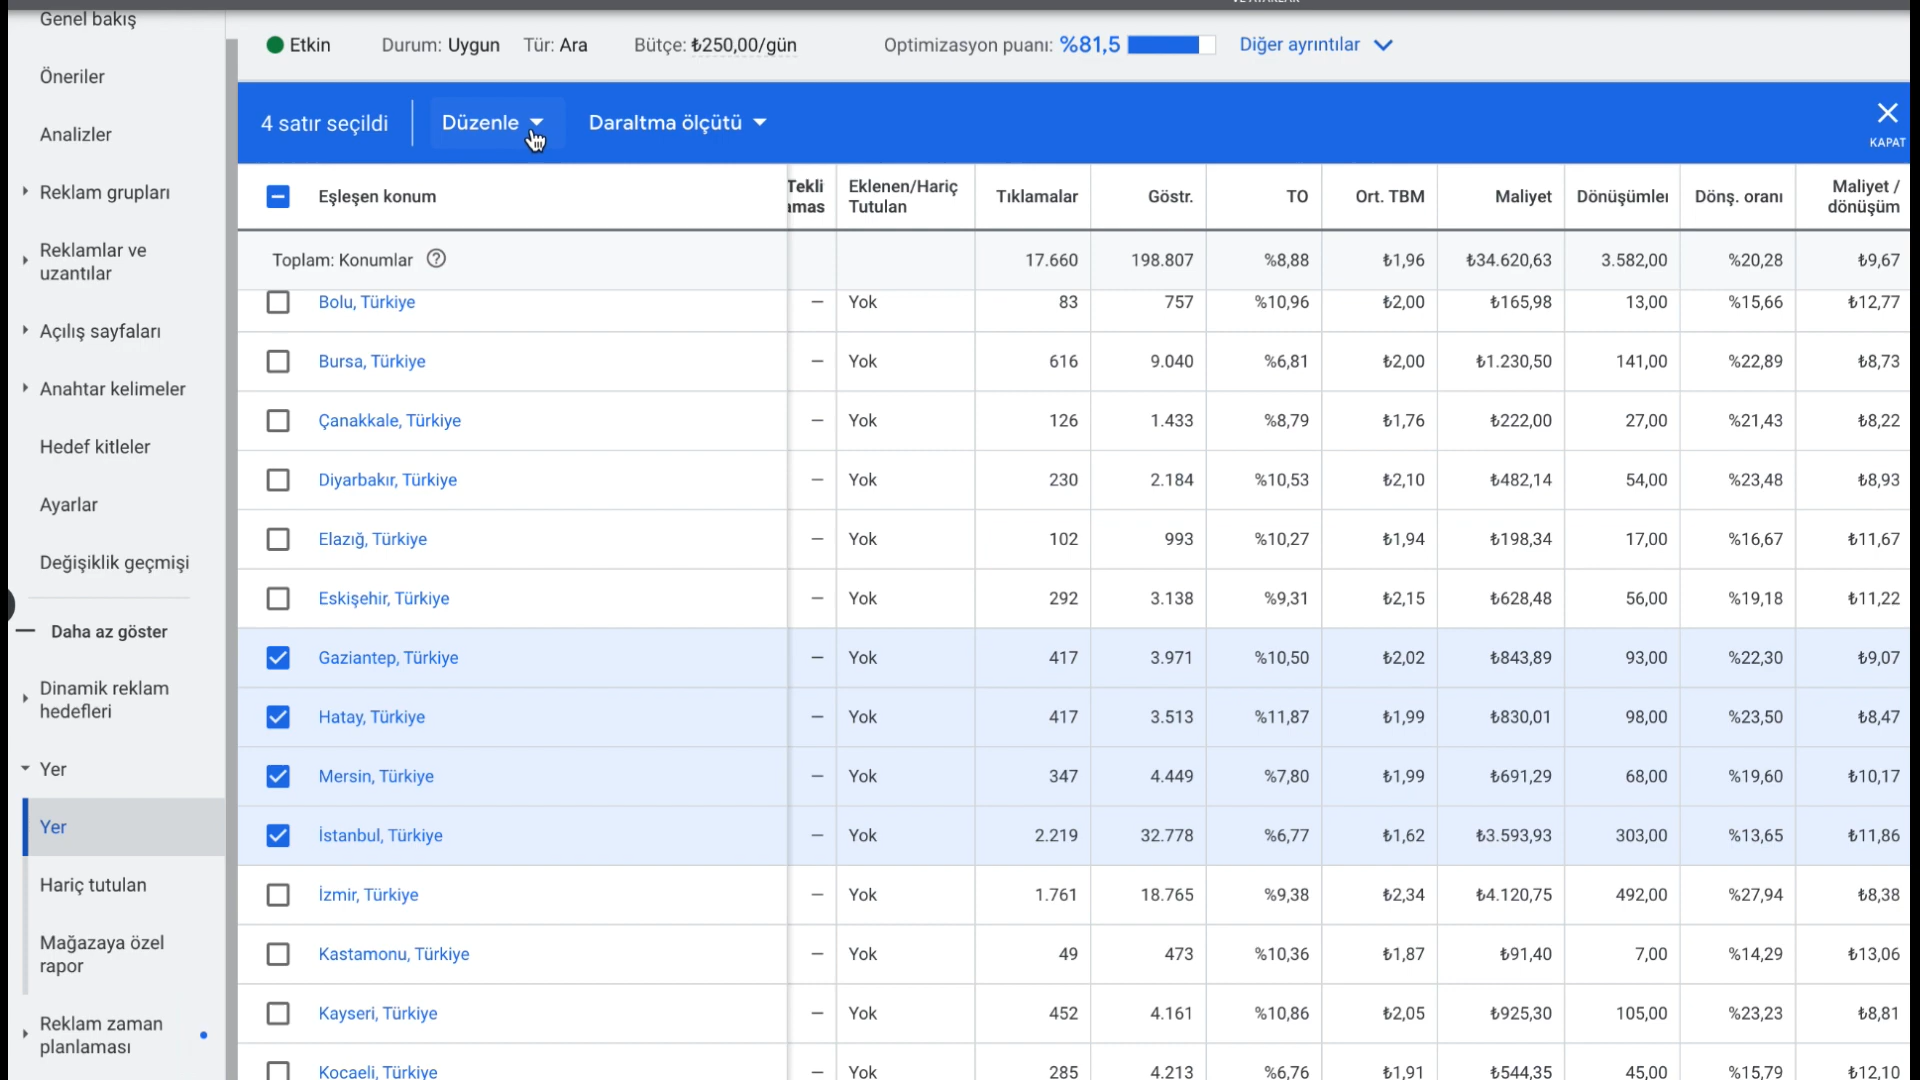 Genel bakış
Öneriler
Analizler
Reklam grupları
Reklamlar ve
uzantılar
Açılış sayfaları
Anahtar kelimeler
Hedef kitleler
Ayarlar
Değişiklik geçmişi
Daha az göster
Dinamik reklam
hedefleri
Yer
Yer
Hariç tutulan
Mağazaya özel
rapor
Reklam zaman
planlaması
Etkin Durum: Uygun Tür: Ara Bütçe: ₺250,00/gün Optimizasyon puanı: %81,5 Diğer ayrıntılar
4 satır seçildi Düzenle Daraltma ölçütü KAPAT
Eşleşen konum Tekli Eklenen/Hariç Tutulan Tıklamalar Göstr. TO Ort. TBM Maliyet Dönüşümleı Dönş. oranı Maliyet / dönüşüm
Toplam: Konumlar 17.660 198.807 %8,88 ₺1,96 ₺34.620,63 3.582,00 %20,28 ₺9,67
Bolu, Türkiye — Yok 83 757 %10,96 ₺2,00 ₺165,98 13,00 %15,66 ₺12,77
Bursa, Türkiye — Yok 616 9.040 %6,81 ₺2,00 ₺1.230,50 141,00 %22,89 ₺8,73
Çanakkale, Türkiye — Yok 126 1.433 %8,79 ₺1,76 ₺222,00 27,00 %21,43 ₺8,22
Diyarbakır, Türkiye — Yok 230 2.184 %10,53 ₺2,10 ₺482,14 54,00 %23,48 ₺8,93
Elazığ, Türkiye — Yok 102 993 %10,27 ₺1,94 ₺198,34 17,00 %16,67 ₺11,67
Eskişehir, Türkiye — Yok 292 3.138 %9,31 ₺2,15 ₺628,48 56,00 %19,18 ₺11,22
Gaziantep, Türkiye — Yok 417 3.971 %10,50 ₺2,02 ₺843,89 93,00 %22,30 ₺9,07
Hatay, Türkiye — Yok 417 3.513 %11,87 ₺1,99 ₺830,01 98,00 %23,50 ₺8,47
Mersin, Türkiye — Yok 347 4.449 %7,80 ₺1,99 ₺691,29 68,00 %19,60 ₺10,17
İstanbul, Türkiye — Yok 2.219 32.778 %6,77 ₺1,62 ₺3.593,93 303,00 %13,65 ₺11,86
İzmir, Türkiye — Yok 1.761 18.765 %9,38 ₺2,34 ₺4.120,75 492,00 %27,94 ₺8,38
Kastamonu, Türkiye — Yok 49 473 %10,36 ₺1,87 ₺91,40 7,00 %14,29 ₺13,06
Kayseri, Türkiye — Yok 452 4.161 %10,86 ₺2,05 ₺925,30 105,00 %23,23 ₺8,81
Kocaeli, Türkiye — Yok 285 4.213 %6,76 ₺1,91 ₺544,35 45,00 %15,79 ₺12,10